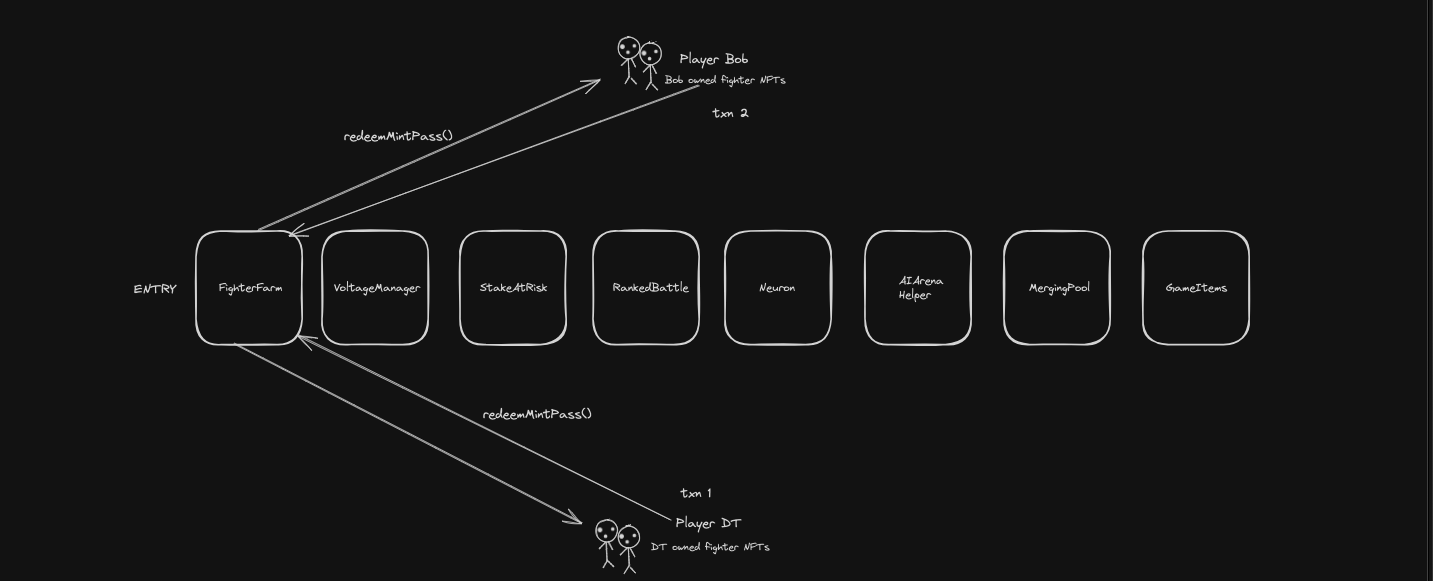 Player Bob
Bob owned fighter NFTs
txn 2
redeemMintPass()
ENTRY
FighterFarm
VoltageManager
StakeAtRisk
RankedBattle
Neuron
AIArena
Helper
MergingPool
GameItems
redeemMintPass()
txn 1
Player DT
DT owned fighter NFTs